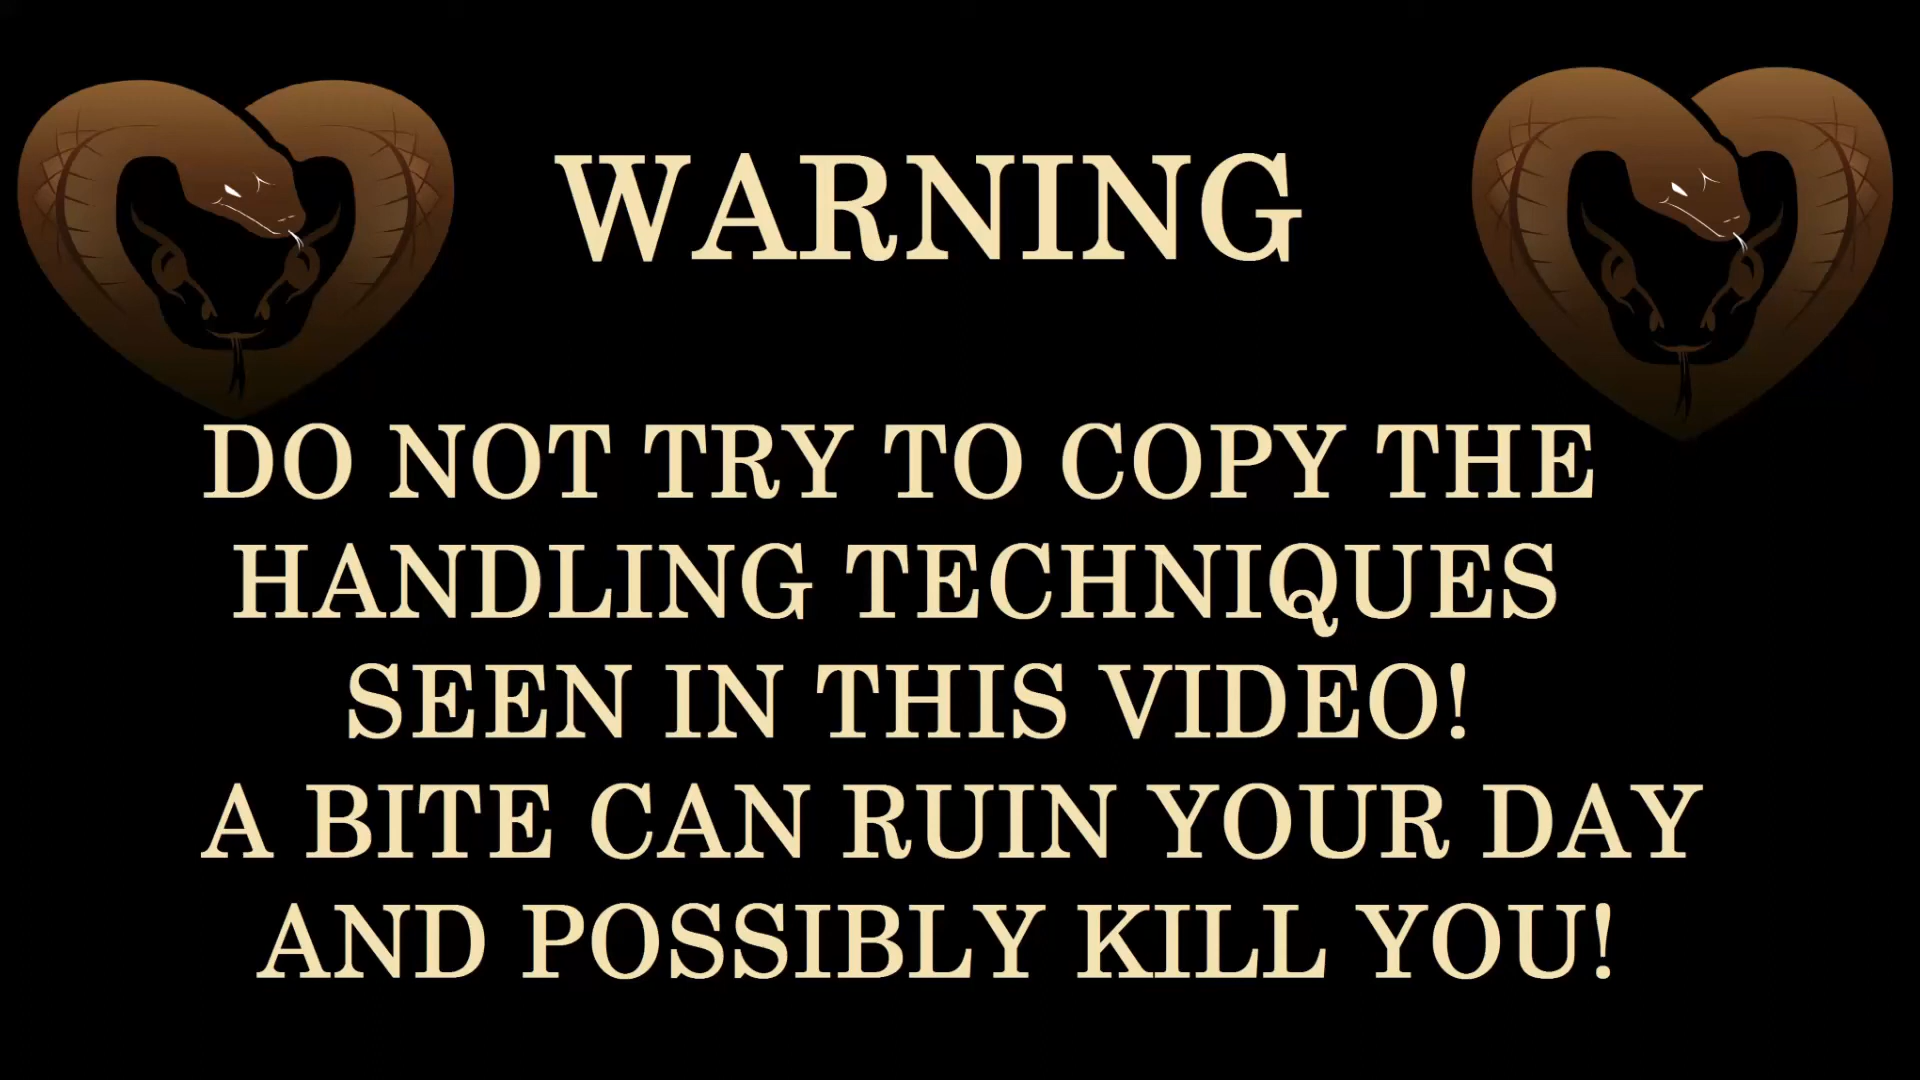 WARNING
DO NOT TRY TO COPY THE
HANDLING TECHNIQUES
SEEN IN THIS VIDEO!
A BITE CAN RUIN YOUR DAY
AND POSSIBLY KILL YOU!